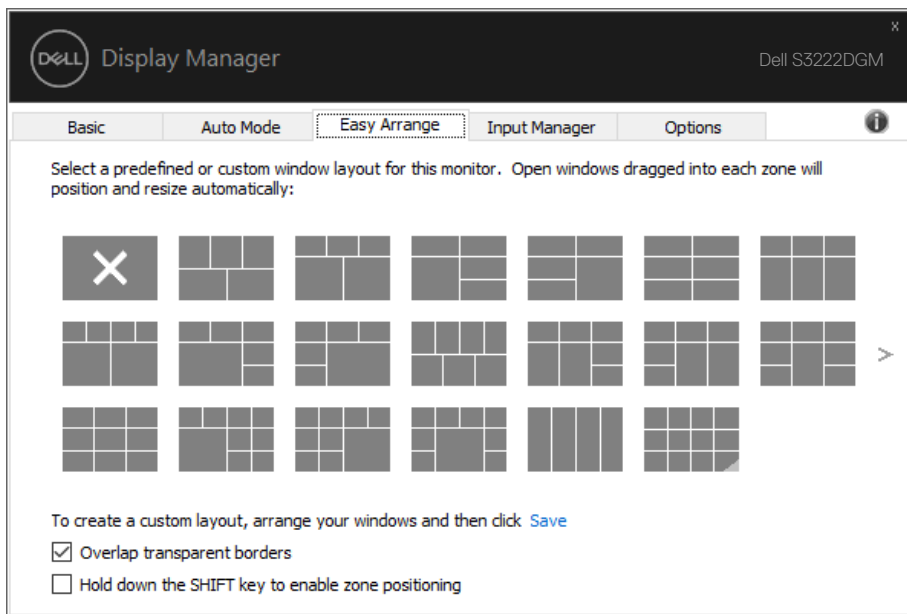 x
DELL Display Manager
Dell S3222DGM
Basic Auto Mode Easy Arrange Input Manager Options
Select a predefined or custom window layout for this monitor. Open windows dragged into each zone will
position and resize automatically:
>
To create a custom layout, arrange your windows and then click Save
Overlap transparent borders
Hold down the SHIFT key to enable zone positioning